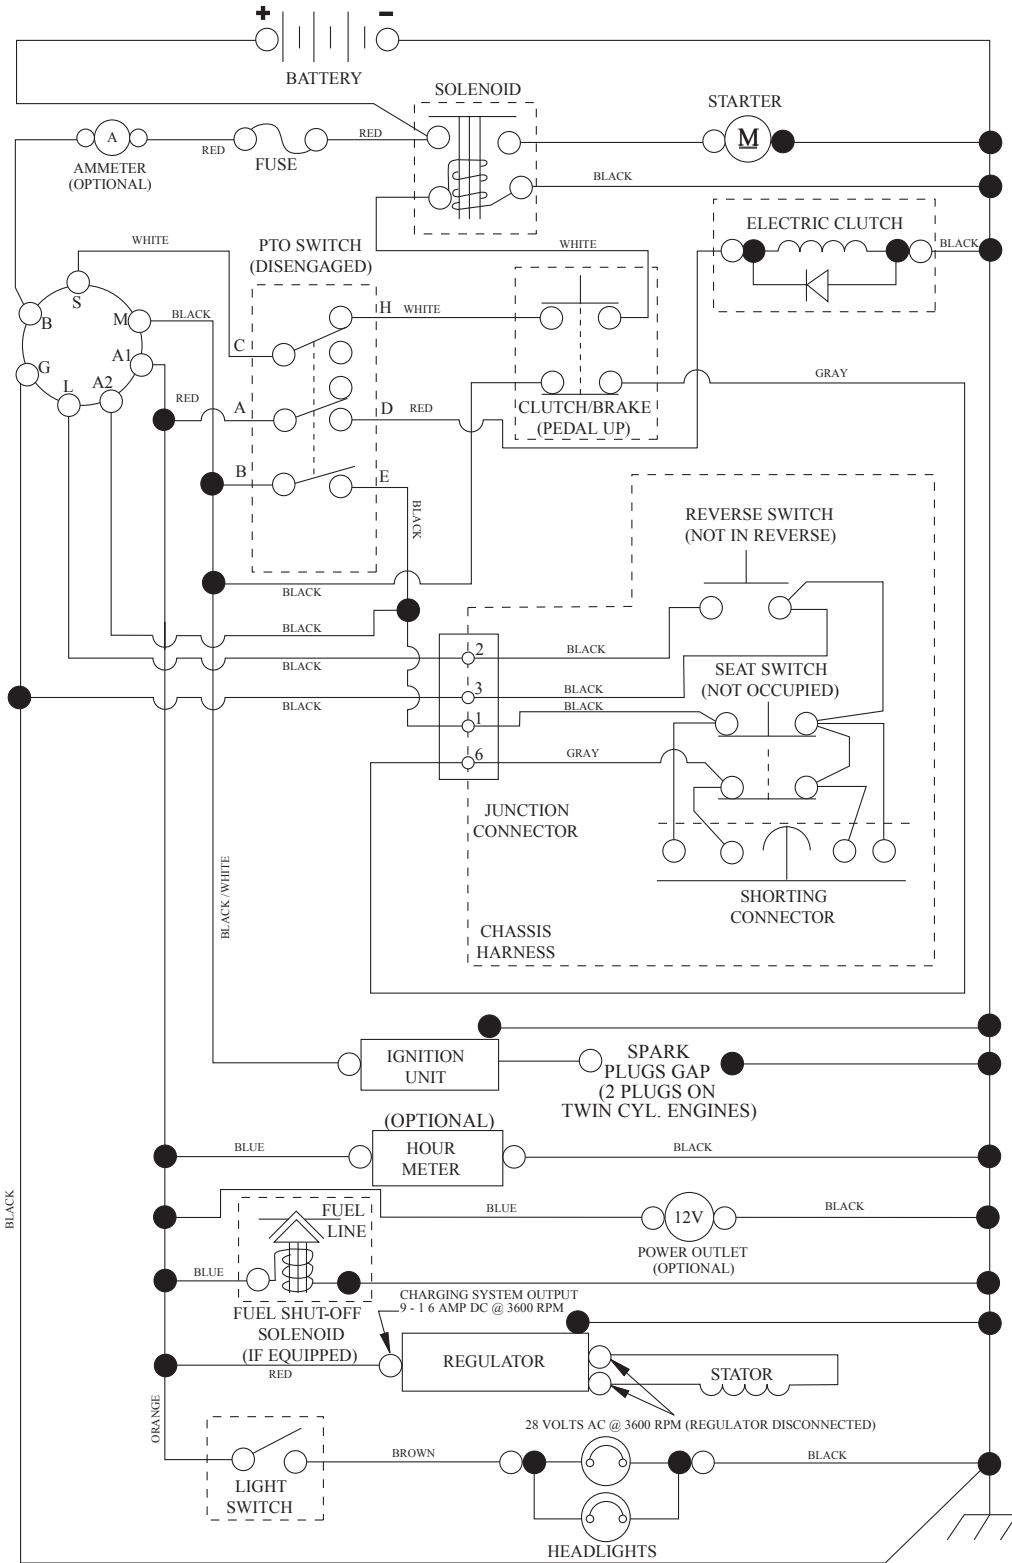 + -
BATTERY
SOLENOID
STARTER
A
M
RED
FUSE
RED
AMMETER
(OPTIONAL)
BLACK
ELECTRIC CLUTCH
BLACK
WHITE
PTO SWITCH
(DISENGAGED)
WHITE
S
B
M
BLACK
H
WHITE
C
G
A1
L
A2
GRAY
RED
A
D
RED
CLUTCH/BRAKE
(PEDAL UP)
B
E
BLACK
REVERSE SWITCH
(NOT IN REVERSE)
BLACK
BLACK
2
BLACK
BLACK
SEAT SWITCH
(NOT OCCUPIED)
3
BLACK
BLACK
BLACK
1
6
GRAY
JUNCTION
CONNECTOR
BLACK/WHITE
SHORTING
CONNECTOR
CHASSIS
HARNESS
IGNITION
UNIT
SPARK
PLUGS GAP
(2 PLUGS ON
TWIN CYL. ENGINES)
(OPTIONAL)
HOUR
METER
BLUE
BLACK
BLACK
FUEL
LINE
BLUE
12V
BLACK
POWER OUTLET
(OPTIONAL)
BLUE
FUEL SHUT-OFF
SOLENOID
(IF EQUIPPED)
CHARGING SYSTEM OUTPUT
9 - 1 6 AMP DC @ 3600 RPM
RED
REGULATOR
STATOR
28 VOLTS AC @ 3600 RPM (REGULATOR DISCONNECTED)
ORANGE
LIGHT
SWITCH
BROWN
BLACK
HEADLIGHTS